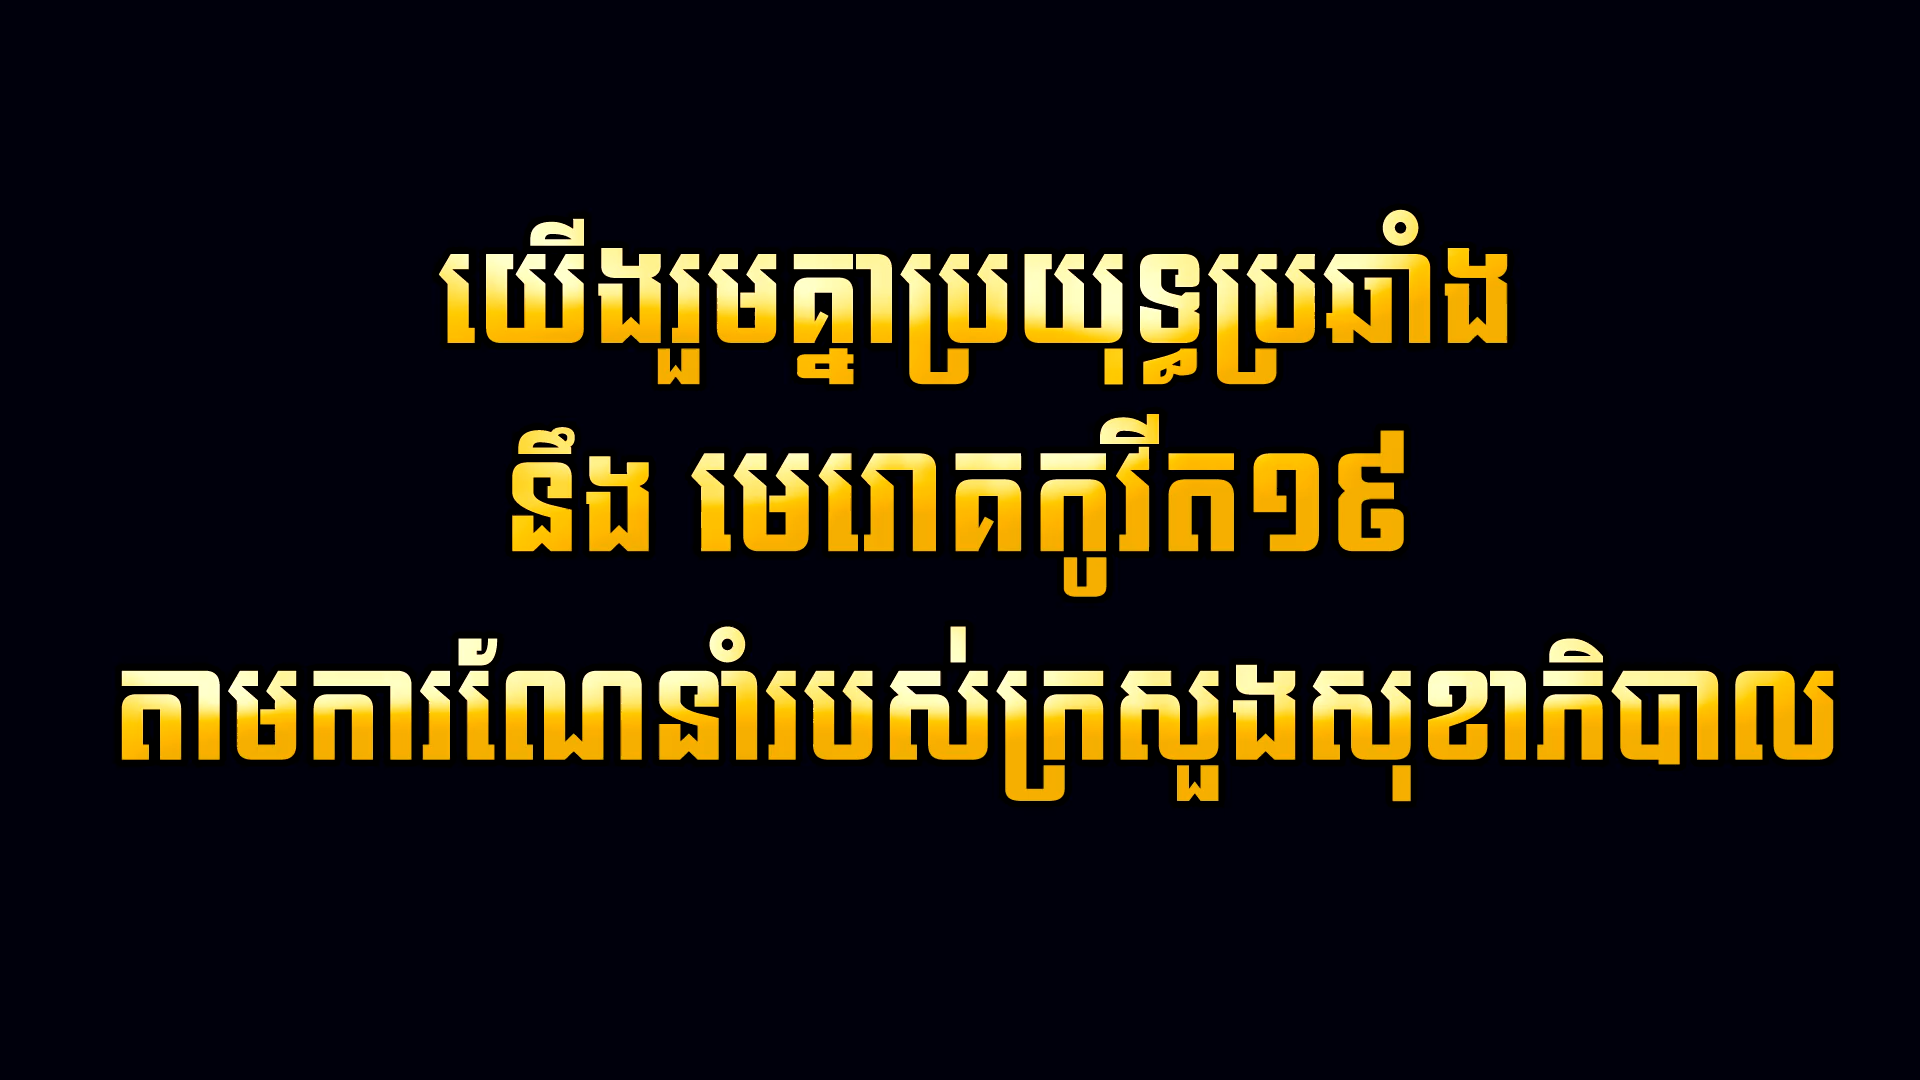 យើងរួមគ្នាប្រយុទ្ធប្រឆាំង
នឹង មេរោគកូវីត១៩
តាមការណែនាំរបស់ក្រសួងសុខាភិបាល